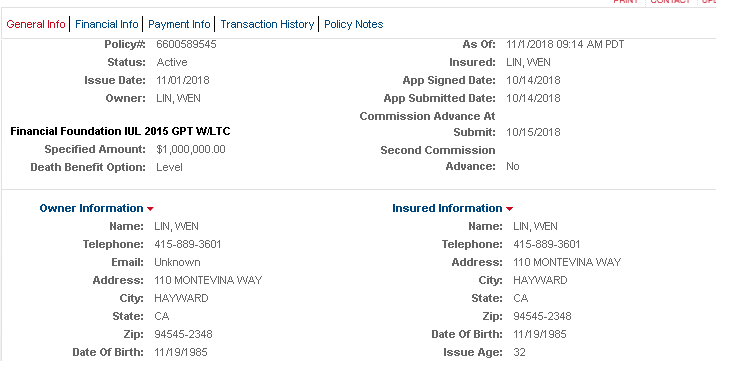 PRINT CONTACT
General Info Financial Info Payment Info Transaction History Policy Notes
Policy#: 6600589545 As Of: 11/1/2018 09:14 AM PDT
Status: Active Insured: LIN, WEN
Issue Date: 11/01/2018 App Signed Date: 10/14/2018
Owner: LIN, WEN App Submitted Date: 10/14/2018
Commission Advance At
Financial Foundation IUL 2015 GPT W/LTC Submit: 10/15/2018
Specified Amount: $1,000,000.00 Second Commission
Death Benefit Option: Level Advance: No
Owner Information Insured Information
Name: LIN, WEN Name: LIN, WEN
Telephone: 415-889-3601 Telephone: 415-889-3601
Email: Unknown Address: 110 MONTEVINA WAY
Address: 110 MONTEVINA WAY City: HAYWARD
City: HAYWARD State: CA
State: CA Zip: 94545-2348
Zip: 94545-2348 Date Of Birth: 11/19/1985
Date Of Birth: 11/19/1985 Issue Age: 32